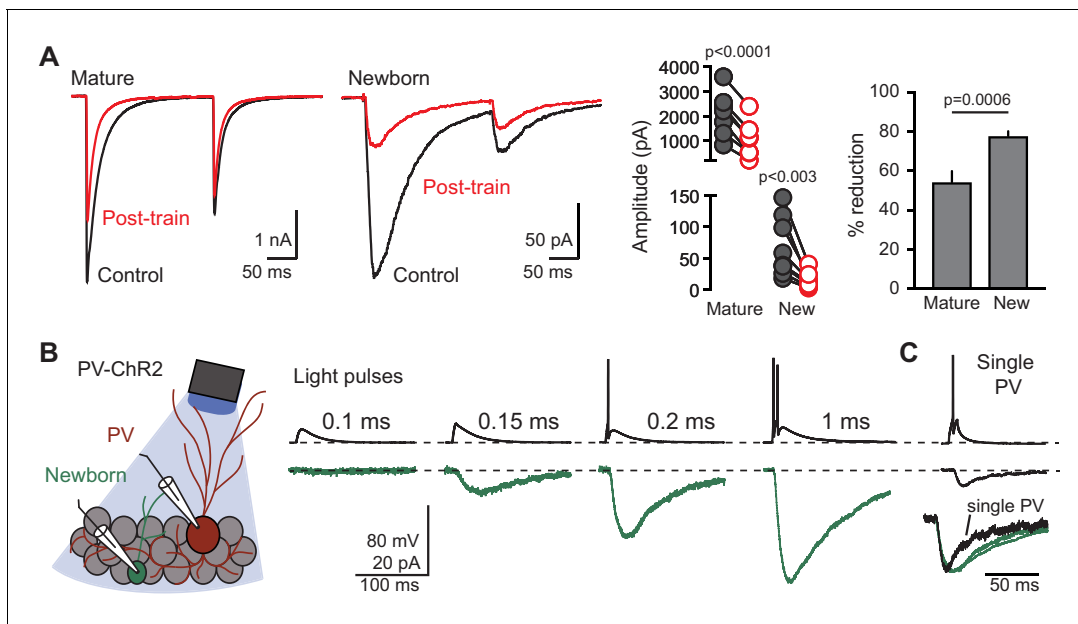 A
Mature
Newborn
Post-train
Control
1 nA
50 ms
Post-train
Control
50 pA
50 ms
Amplitude (pA)
p<0.0001
4000
3000
2000
1000
p<0.003
150
100
50
0
Mature
New
% reduction
100
80
60
40
20
0
p=0.0006
Mature
New
B
PV-ChR2
PV
Newborn
Light pulses
0.1 ms
0.15 ms
0.2 ms
1 ms
80 mV
20 pA
100 ms
C
Single
PV
single PV
50 ms